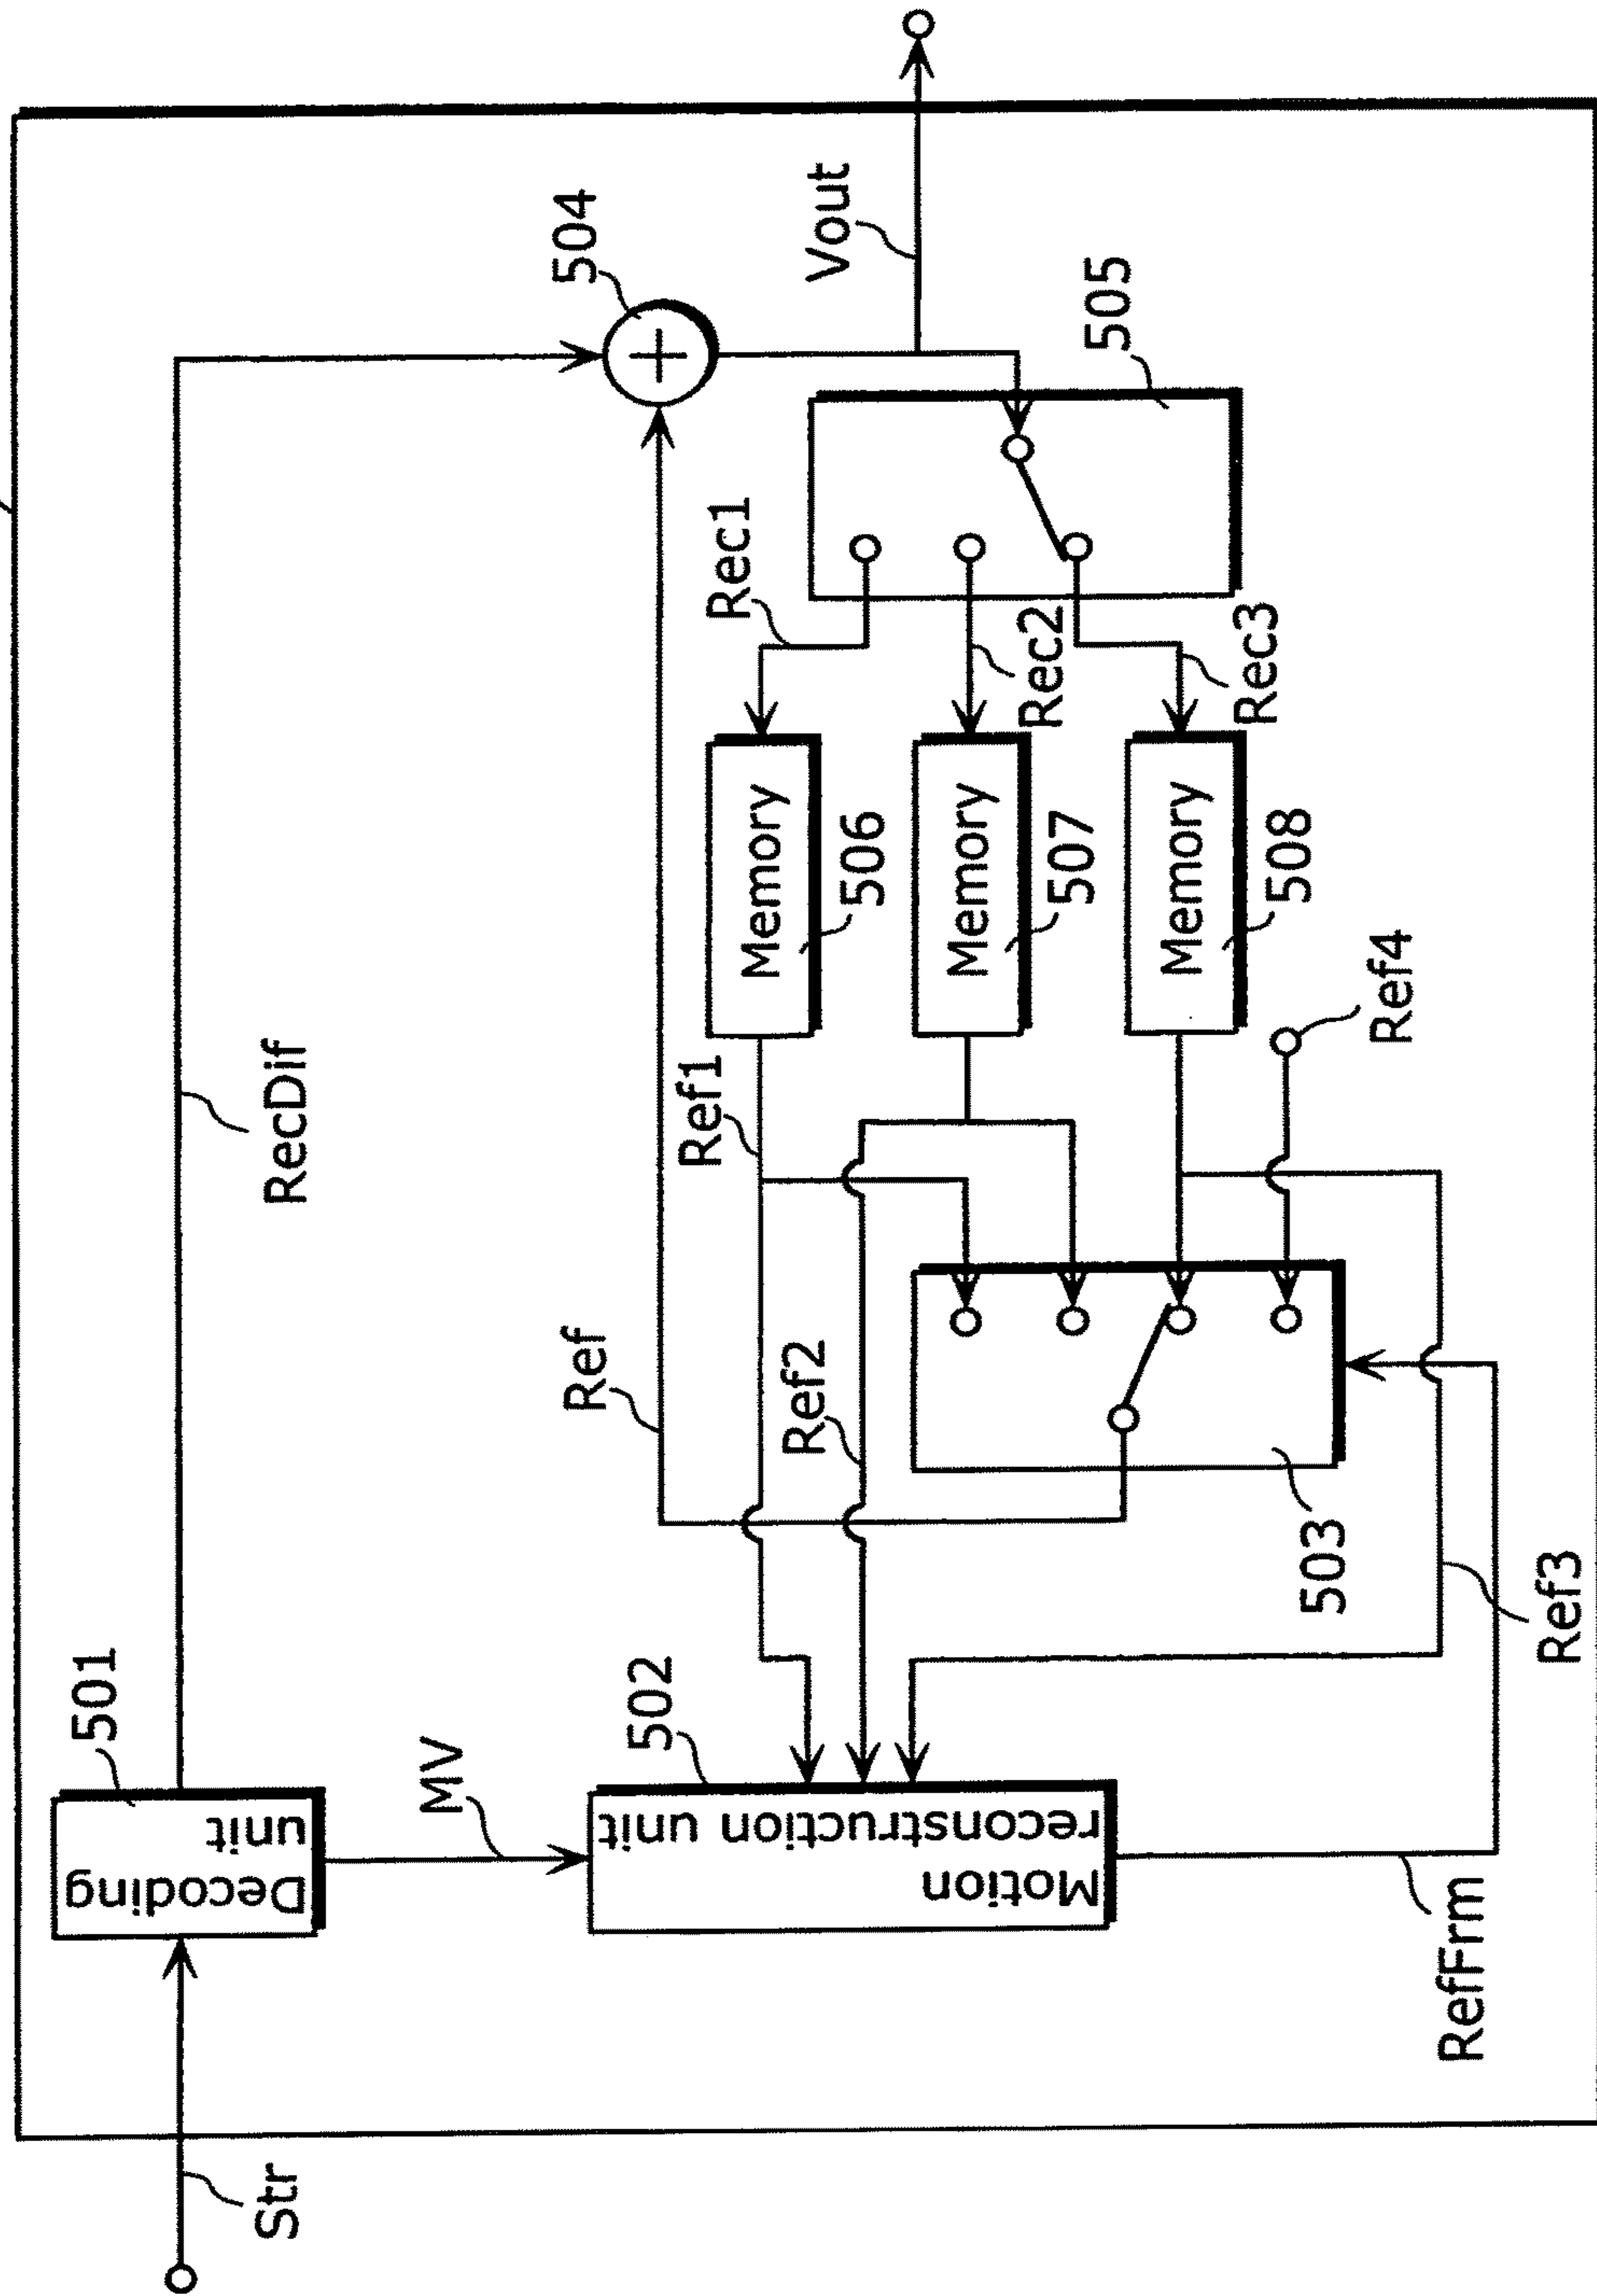 Str
501
Decoding
unit
RecDif
MV
502
Motion
reconstruction unit
RefFrm
Ref3
503
Ref
Ref2
Ref1
Ref4
Memory
506
Memory
507
Memory
508
Rec1
Rec2
Rec3
504
505
Vout